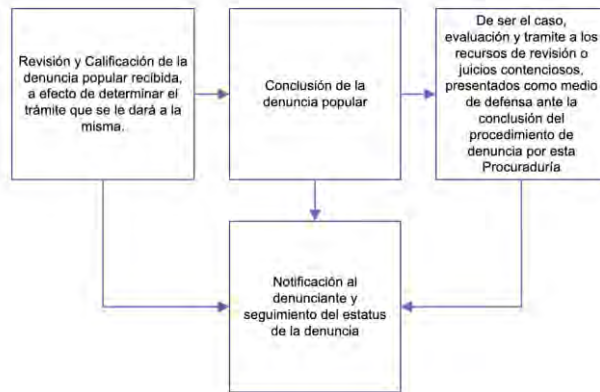 Revisión y Calificación de la
denuncia popular recibida,
a efecto de determinar el
trámite que se le dará a la
misma.
Conclusión de la
denuncia popular
De ser el caso,
evaluación y tramite a los
recursos de revisión o
juicios contenciosos,
presentados como medio
de defensa ante la
conclusión del
procedimiento de
denuncia por esta
Procuraduría
Notificación al
denunciante y
seguimiento del estatus
de la denuncia